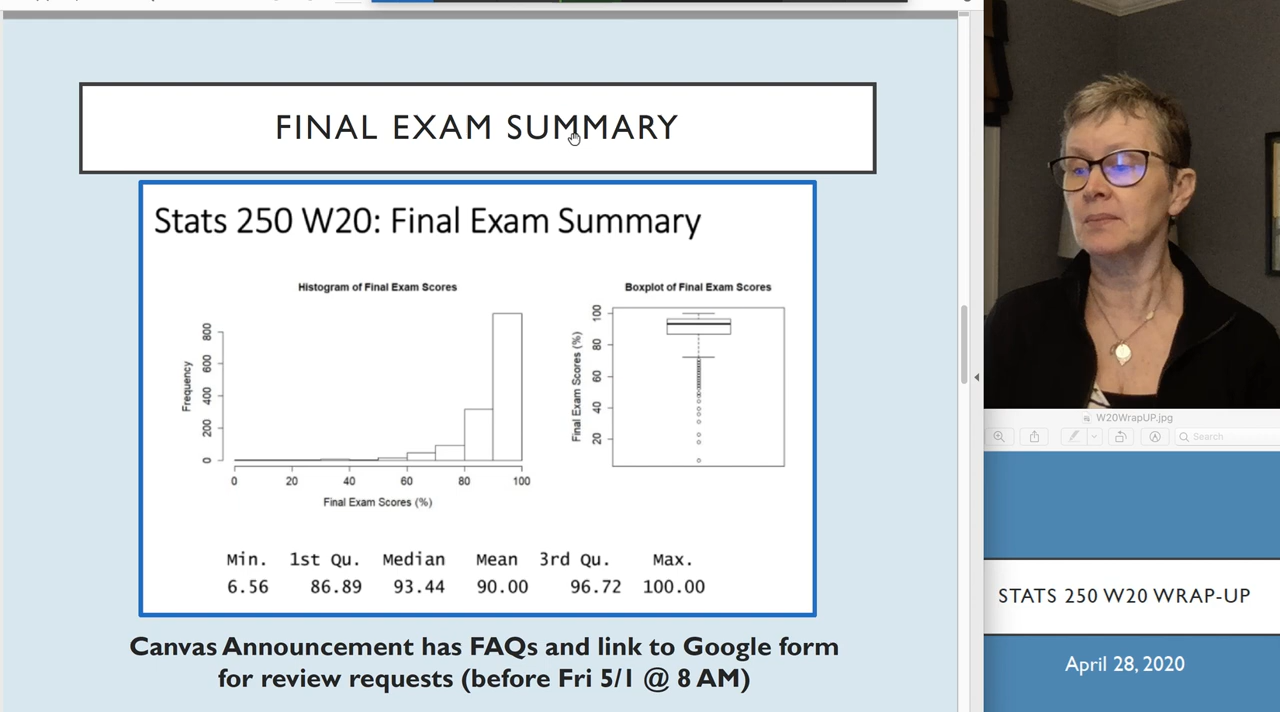 FINAL EXAM SUMMARY
Stats 250 W20: Final Exam Summary
Histogram of Final Exam Scores
Frequency
0 200 400 600 800
0 20 40 60 80 100
Final Exam Scores (%)
Boxplot of Final Exam Scores
Final Exam Scores (%)
20 40 60 80 100
Min. 1st Qu. Median Mean 3rd Qu. Max.
6.56 86.89 93.44 90.00 96.72 100.00
Canvas Announcement has FAQs and link to Google form
for review requests (before Fri 5/1 @ 8 AM)
W20WrapUP.jpg
Search
STATS 250 W20 WRAP-UP
April 28, 2020